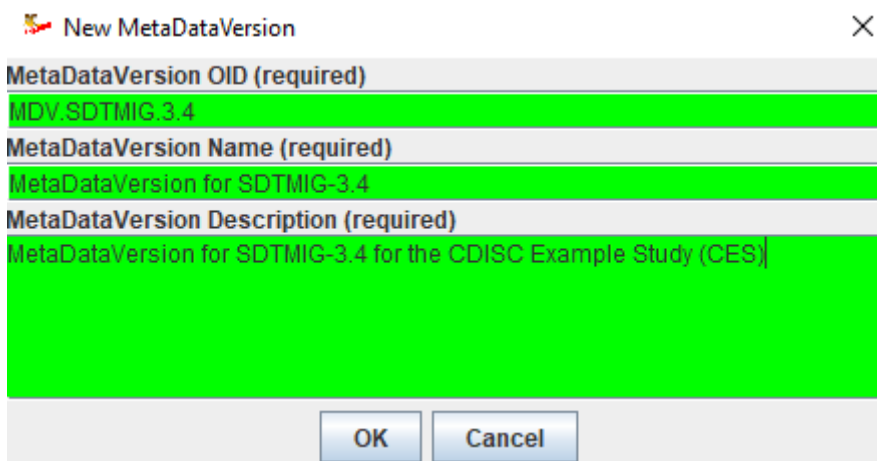 New MetaDataVersion
MetaDataVersion OID (required)
MDV.SDTMIG.3.4
MetaDataVersion Name (required)
MetaDataVersion for SDTMIG-3.4
MetaDataVersion Description (required)
MetaDataVersion for SDTMIG-3.4 for the CDISC Example Study (CES)
OK Cancel